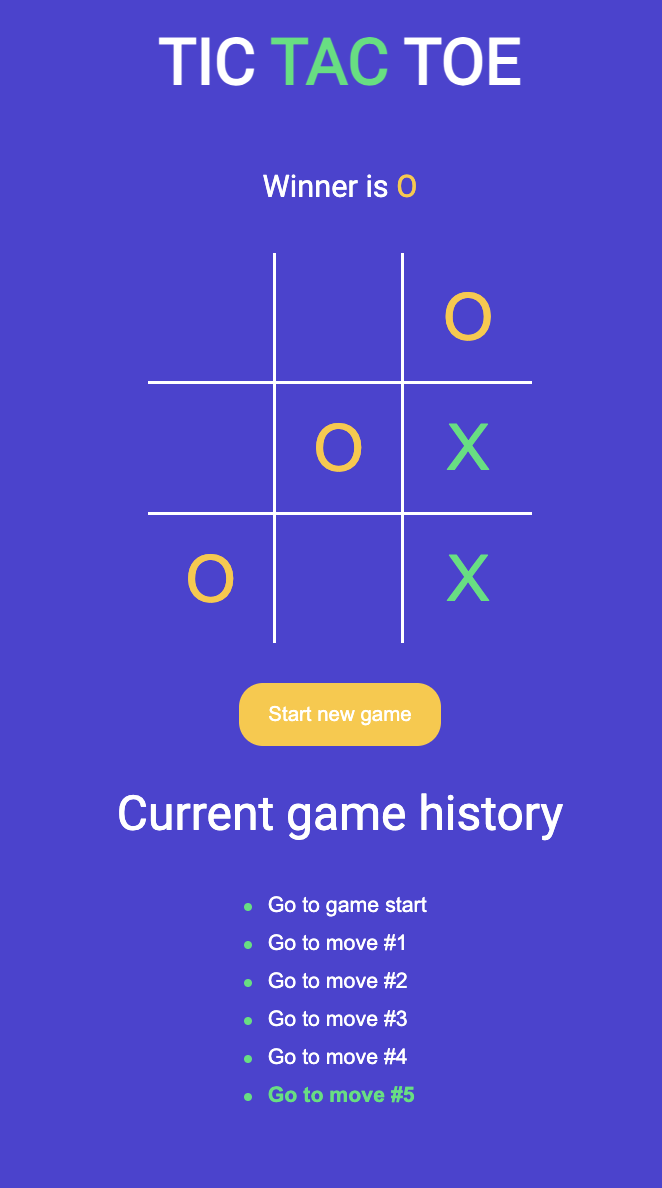 TIC TAC TOE
Winner is O
O
O X
O X
Start new game
Current game history
Go to game start
Go to move #1
Go to move #2
Go to move #3
Go to move #4
Go to move #5